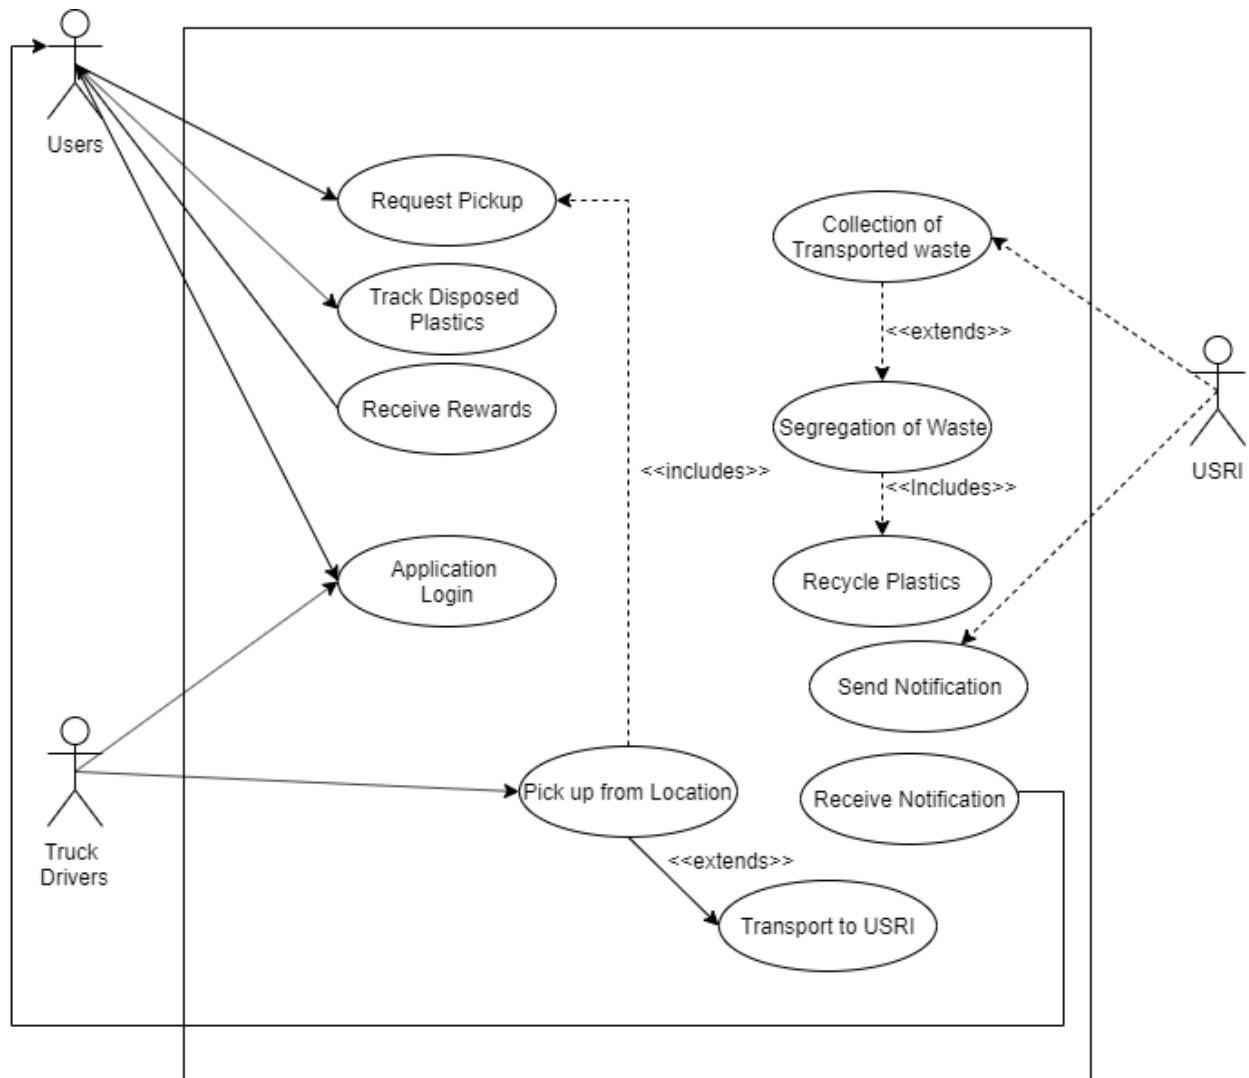 Users
Request Pickup
Collection of
Transported waste
Track Disposed
Plastics
<<extends>>
Receive Rewards
Segregation of Waste
<<includes>>
USRI
<<Includes>>
Application
Login
Recycle Plastics
Send Notification
Pick up from Location
Receive Notification
Truck
Drivers
<<extends>>
Transport to USRI